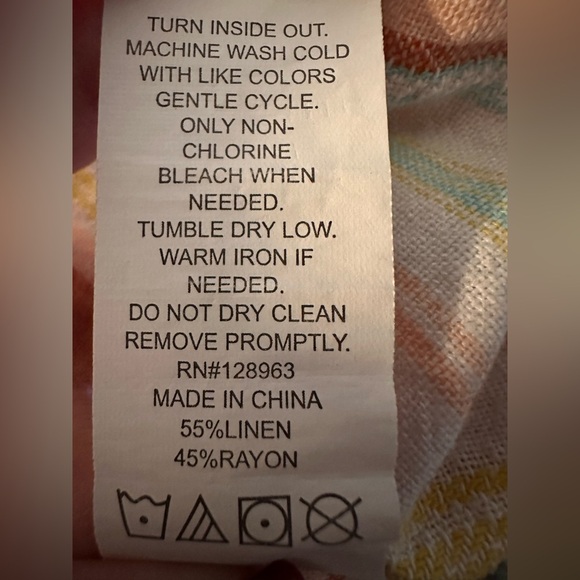 TURN INSIDE OUT.
MACHINE WASH COLD
WITH LIKE COLORS
GENTLE CYCLE.
ONLY NON-
CHLORINE
BLEACH WHEN
NEEDED.
TUMBLE DRY LOW.
WARM IRON IF
NEEDED.
DO NOT DRY CLEAN
REMOVE PROMPTLY.
RN#128963
MADE IN CHINA
55%LINEN
45%RAYON